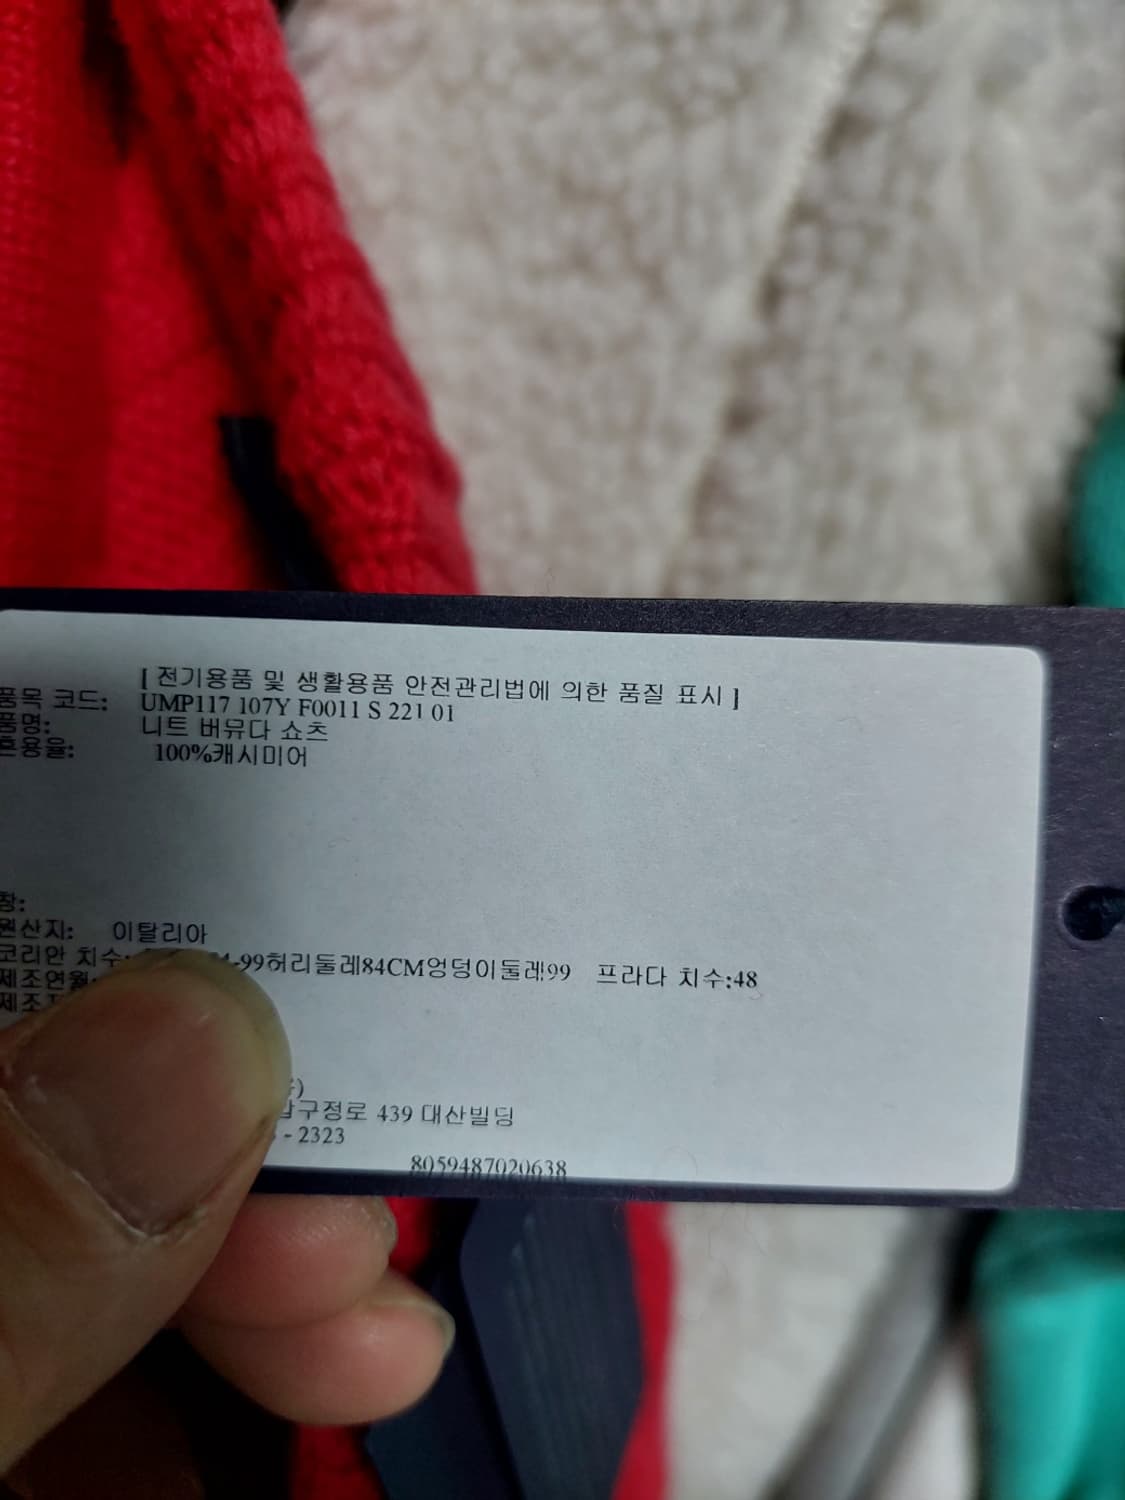 [ 전기용품 및 생활용품 안전관리법에 의한 품질 표시 ]
품목 코드: UMP117 107Y F0011 S 221 01
품명: 니트 버뮤다 쇼츠
혼용율: 100%캐시미어
원산지: 이탈리아
코리안 치수: -99허리둘레84CM엉덩이둘레99 프라다 치수:48
제조연월:
압구정로 439 대산빌딩
- 2323
8059487020638